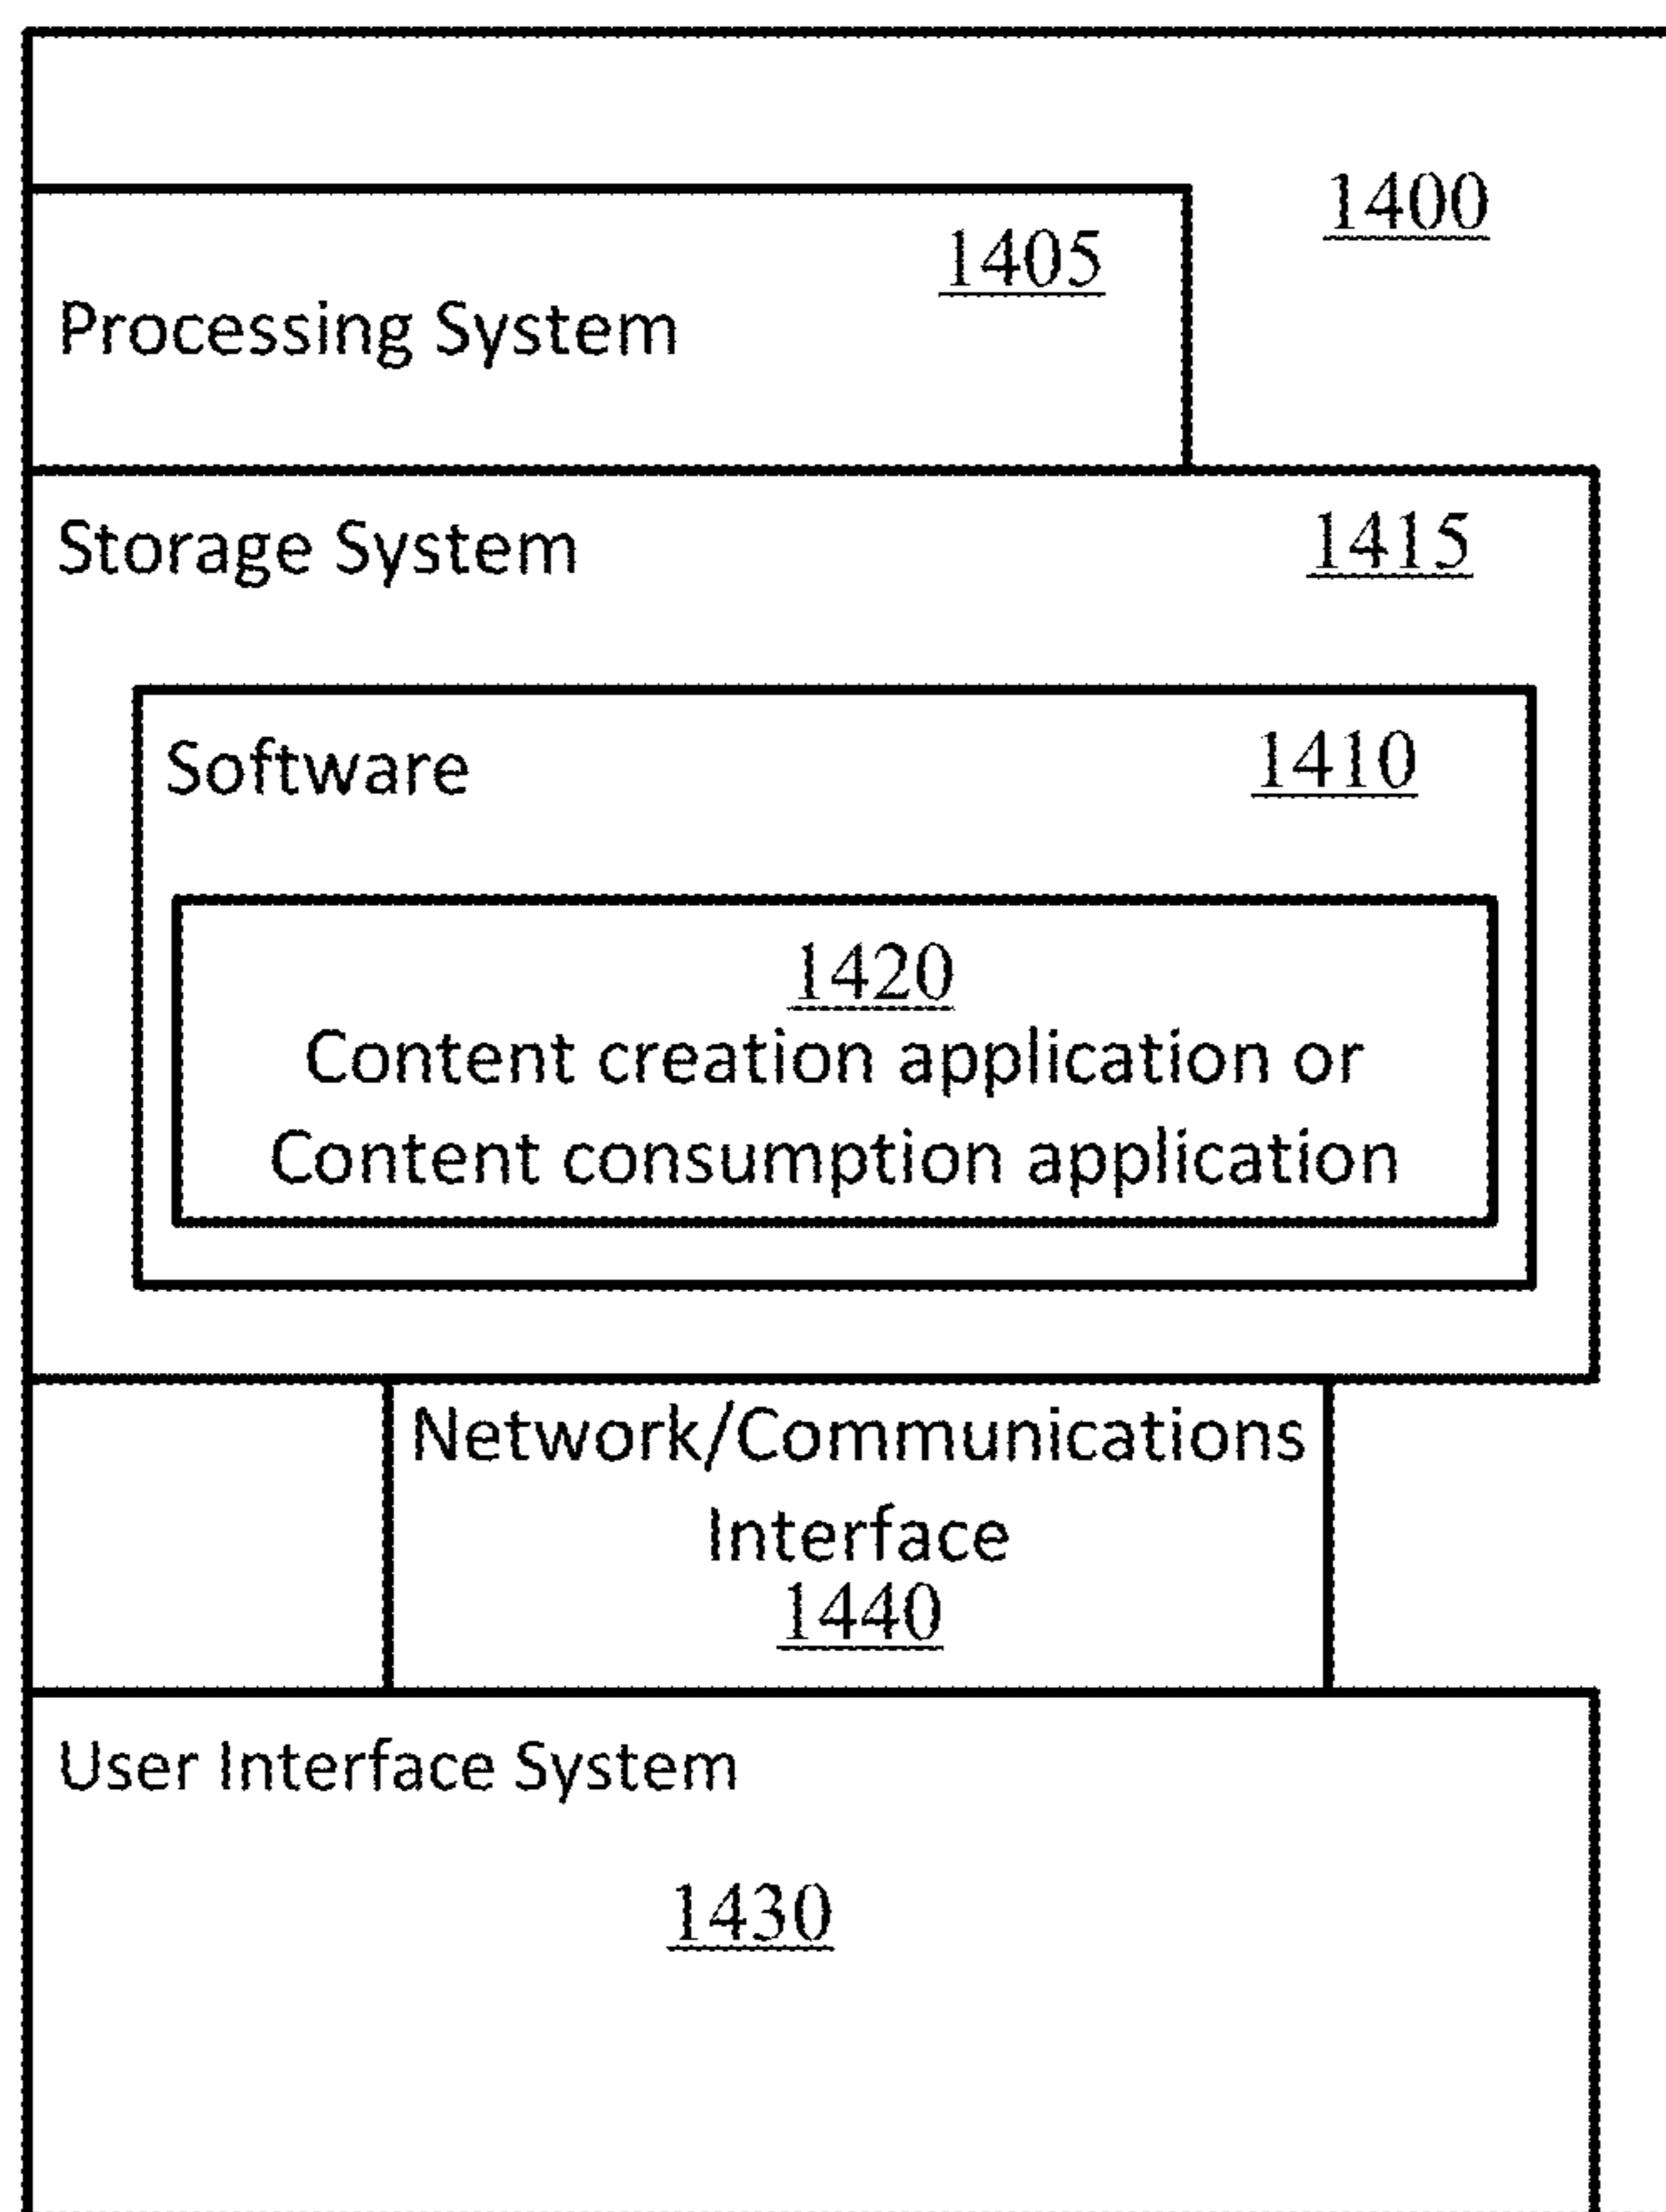 1400
1405
Processing System
Storage System
1415
Software
1410
1420
Content creation application or
Content consumption application
Network/Communications
Interface
1440
User Interface System
1430